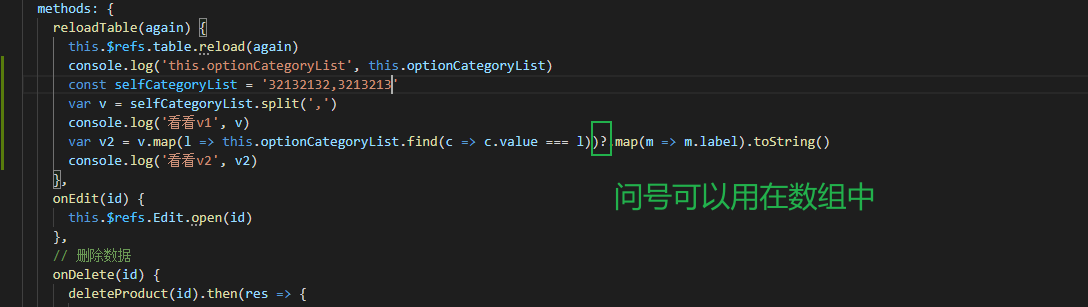 methods: {
reloadTable(again) {
this.$refs.table.reload(again)
console.log('this.optionCategoryList', this.optionCategoryList)
const selfCategoryList = '32132132,3213213'
var v = selfCategoryList.split(',')
console.log('看看v1', v)
var v2 = v.map(l => this.optionCategoryList.find(c => c.value === l))?.map(m => m.label).toString()
console.log('看看v2', v2)
},
问号可以用在数组中
onEdit(id) {
this.$refs.Edit.open(id)
},
// 删除数据
onDelete(id) {
deleteProduct(id).then(res => {